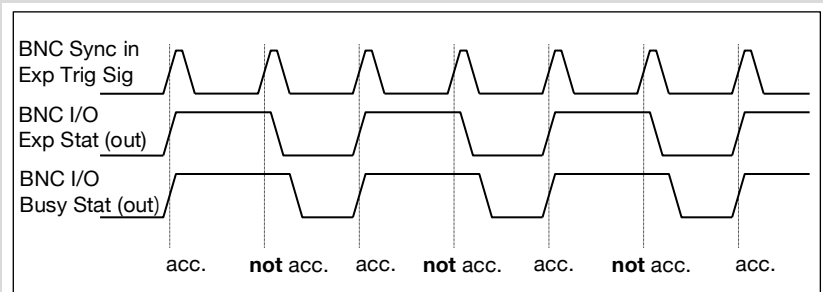 BNC Sync in
Exp Trig Sig
BNC I/O
Exp Stat (out)
BNC I/O
Busy Stat (out)
acc. not acc. acc. not acc. acc. not acc. acc.